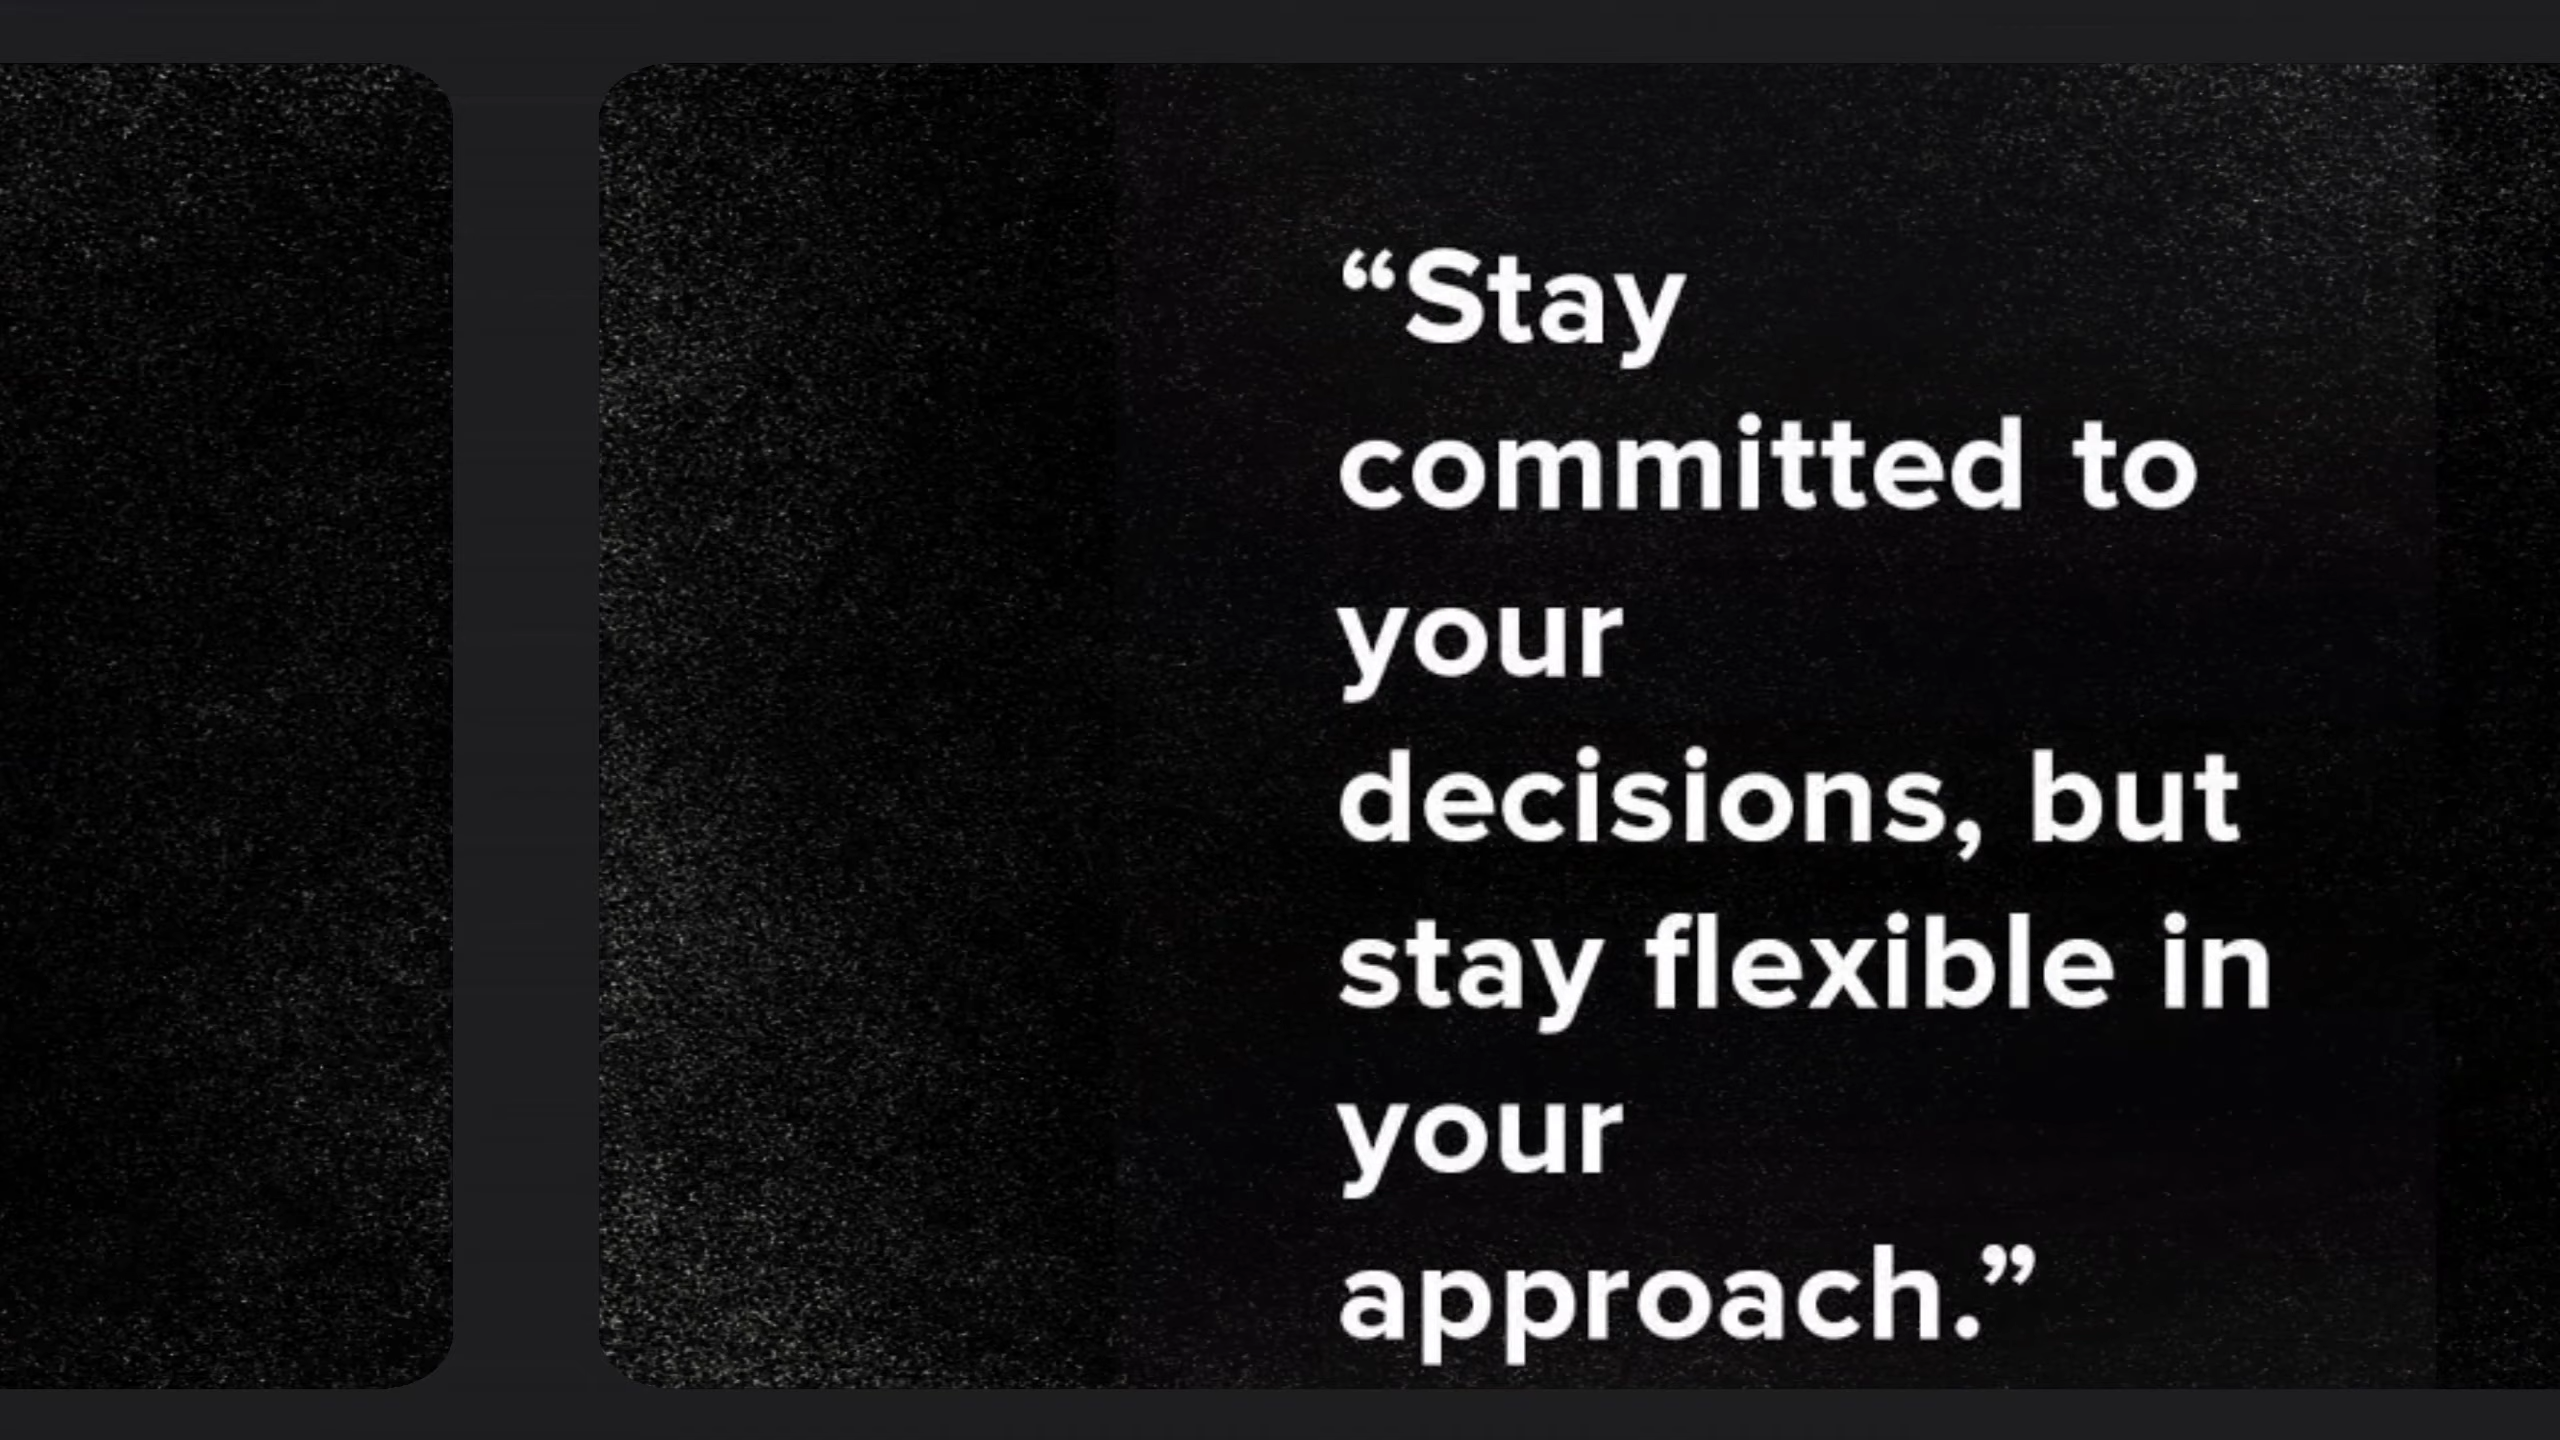 “Stay
committed to
your
decisions, but
stay flexible in
your
approach.”